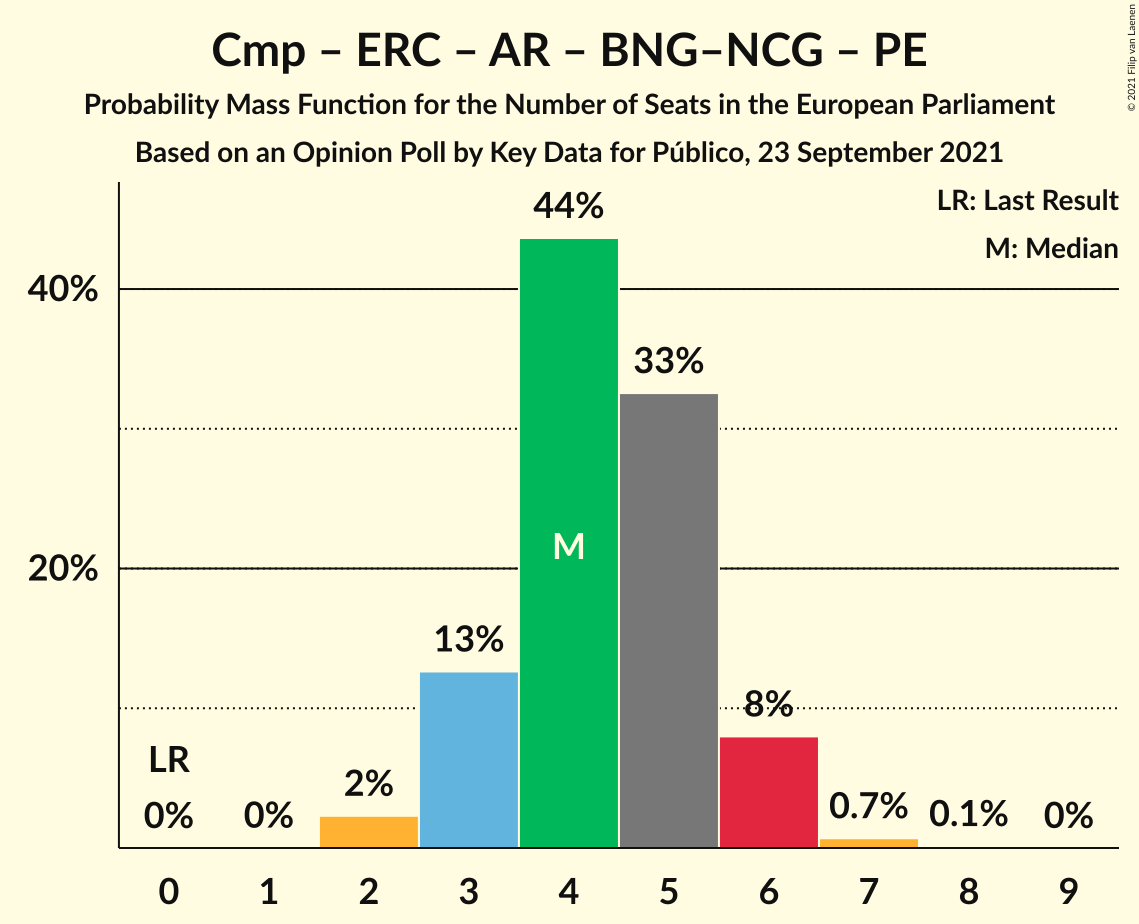 Cmp – ERC – AR – BNG–NCG – PE
Probability Mass Function for the Number of Seats in the European Parliament
Based on an Opinion Poll by Key Data for Público, 23 September 2021
© 2021 Filip van Laenen
LR: Last Result
M: Median
44%
40%
33%
M
20%
13%
8%
LR
2%
0.7%
0.1%
0%
0%
0%
0 1 2 3 4 5 6 7 8 9